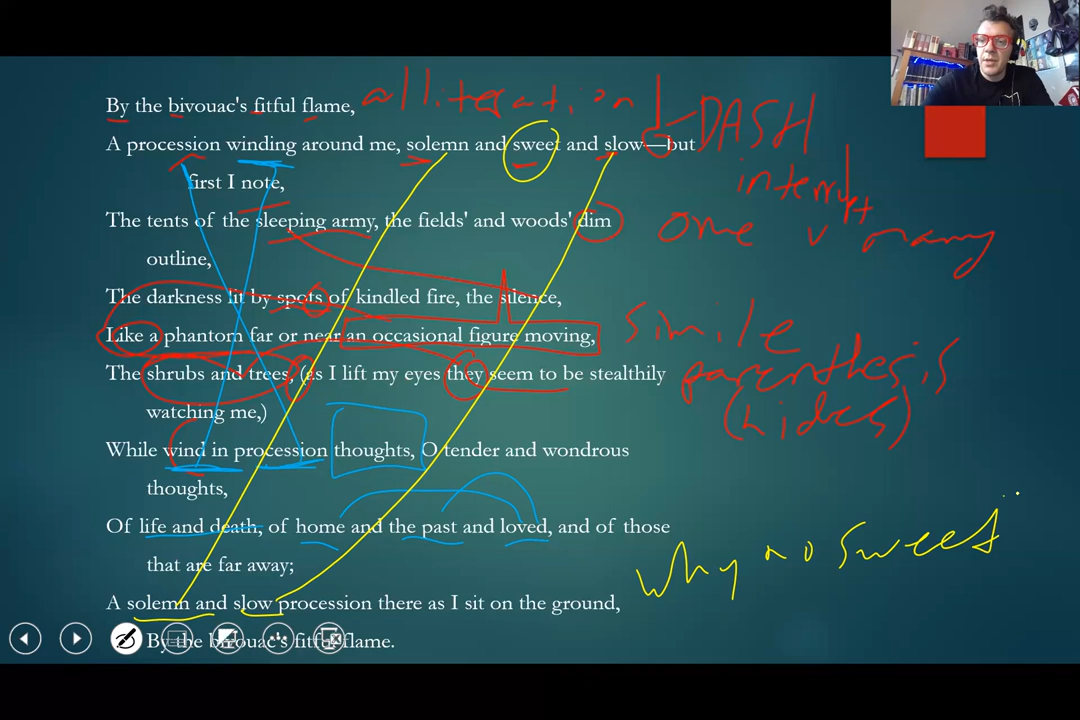 By the bivouac's fitful flame, alliteration
A procession winding around me, solemn and sweet and slow—but DASH
first I note, interrupt
The tents of the sleeping army, the fields' and woods' dim one v many
outline,
The darkness lit by spots of kindled fire, the silence,
Like a phantom far or near an occasional figure moving, simile
The shrubs and trees, (as I lift my eyes they seem to be stealthily parenthesis
watching me,) (hides)
While wind in procession thoughts, O tender and wondrous
thoughts,
Of life and death, of home and the past and loved, and of those
that are far away; why no sweet
A solemn and slow procession there as I sit on the ground,
By the bivouac's fitful flame.